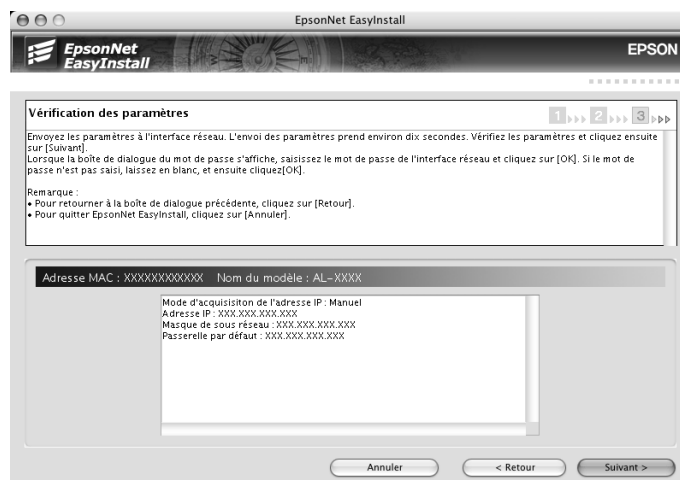 EpsonNet EasyInstall
EpsonNet
EasyInstall
EPSON
Vérification des paramètres
1 2 3
Envoyez les paramètres à l'interface réseau. L'envoi des paramètres prend environ dix secondes. Vérifiez les paramètres et cliquez ensuite
sur [Suivant].
Lorsque la boîte de dialogue du mot de passe s'affiche, saisissez le mot de passe de l'interface réseau et cliquez sur [OK]. Si le mot de
passe n'est pas saisi, laissez en blanc, et ensuite cliquez[OK].
Remarque :
• Pour retourner à la boîte de dialogue précédente, cliquez sur [Retour].
• Pour quitter EpsonNet EasyInstall, cliquez sur [Annuler].
Adresse MAC : XXXXXXXXXXXX Nom du modèle : AL-XXXX
Mode d'acquisisiton de l'adresse IP : Manuel
Adresse IP : XXX.XXX.XXX.XXX
Masque de sous réseau : XXX.XXX.XXX.XXX
Passerelle par défaut : XXX.XXX.XXX.XXX
Annuler
< Retour
Suivant >